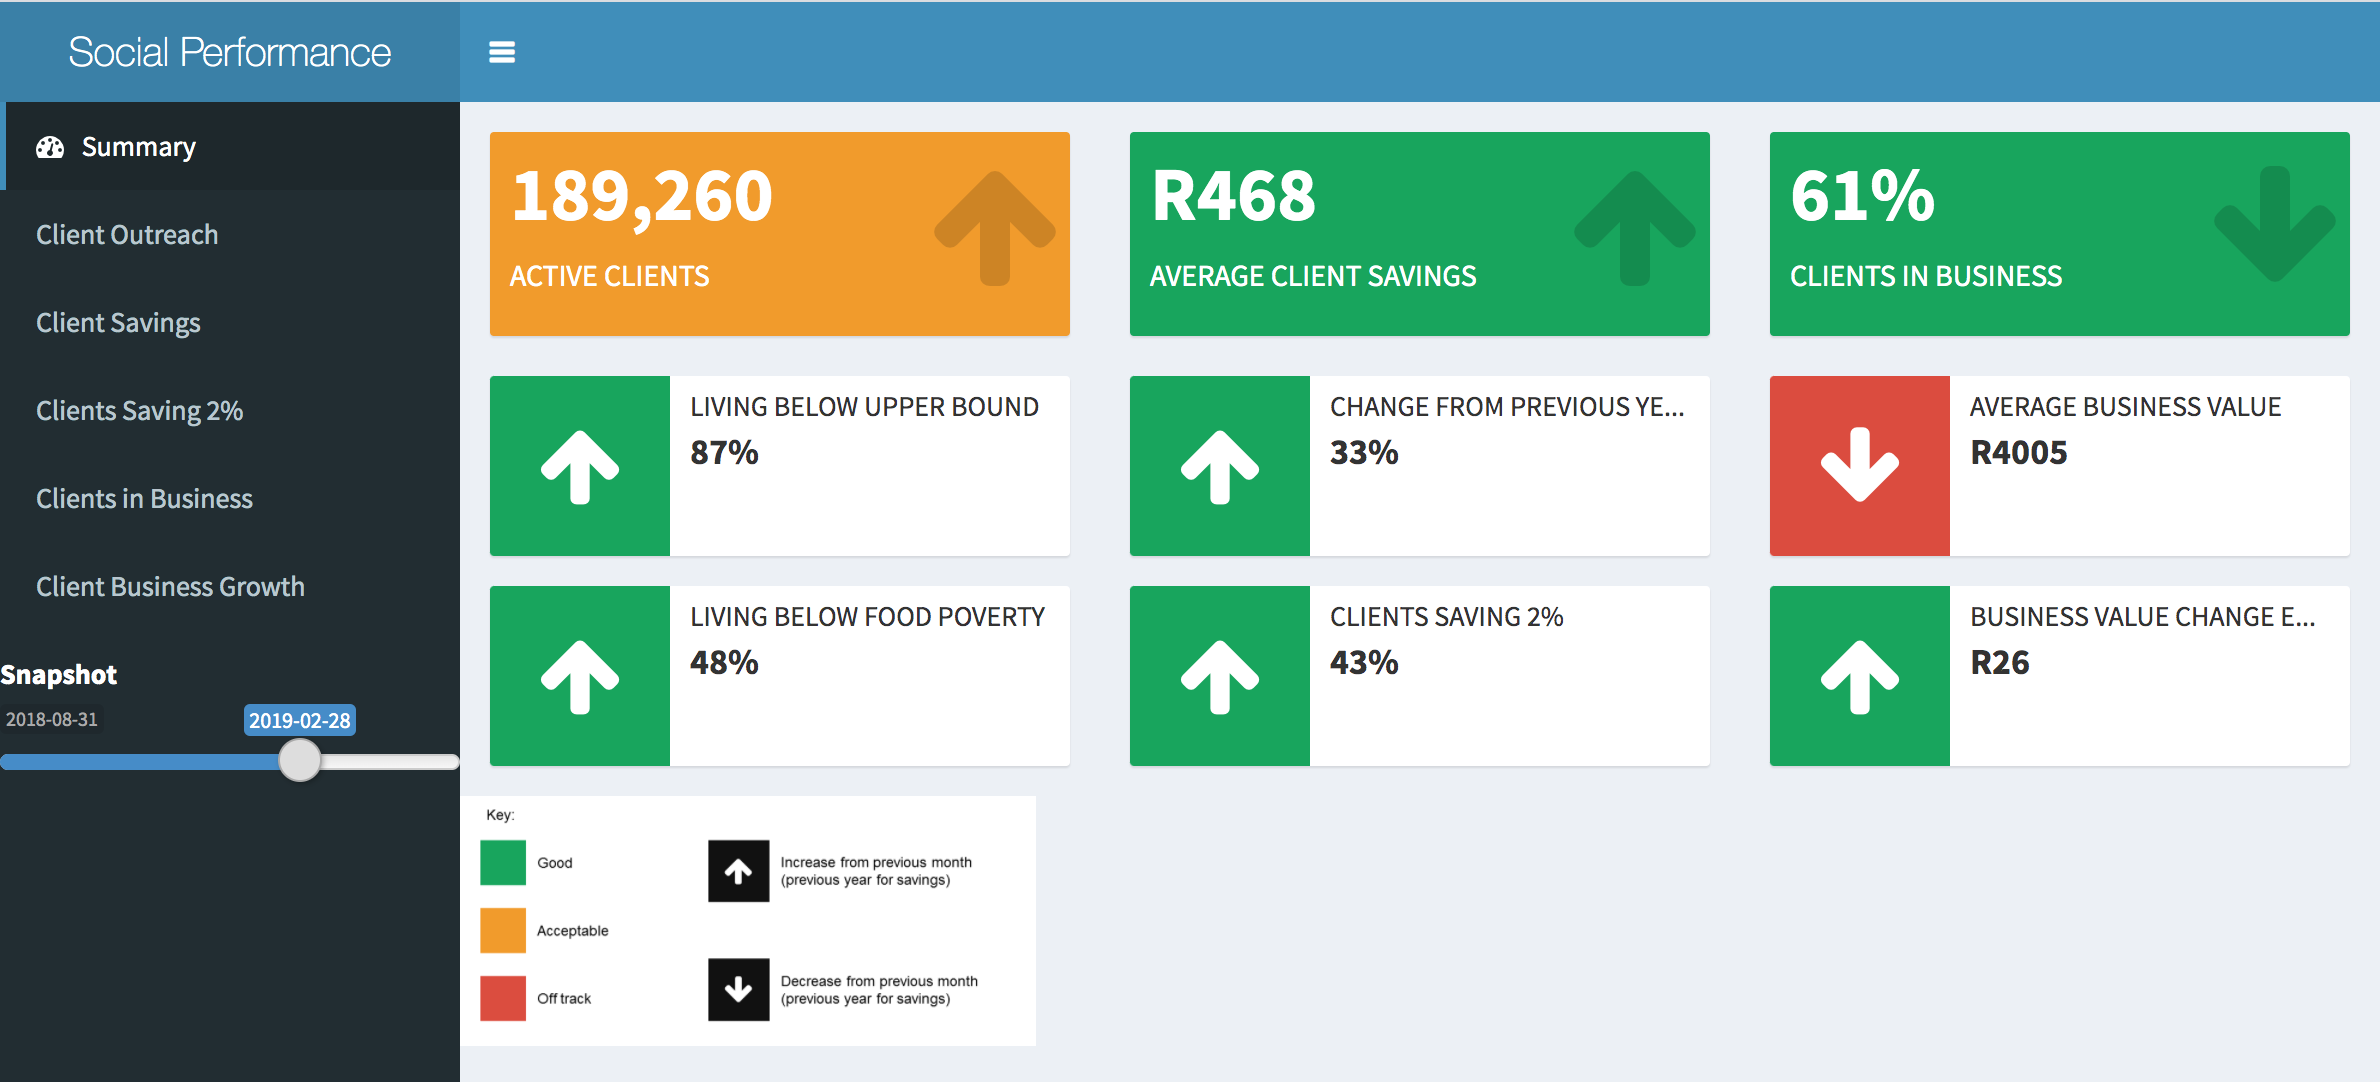 Social Performance
Summary
Client Outreach
Client Savings
Clients Saving 2%
Clients in Business
Client Business Growth
Snapshot
2018-08-31
2019-02-28
189,260
ACTIVE CLIENTS
R468
AVERAGE CLIENT SAVINGS
61%
CLIENTS IN BUSINESS
LIVING BELOW UPPER BOUND
87%
CHANGE FROM PREVIOUS YE...
33%
AVERAGE BUSINESS VALUE
R4005
LIVING BELOW FOOD POVERTY
48%
CLIENTS SAVING 2%
43%
BUSINESS VALUE CHANGE E...
R26
Key:
Good
Acceptable
Off track
Increase from previous month
(previous year for savings)
Decrease from previous month
(previous year for savings)